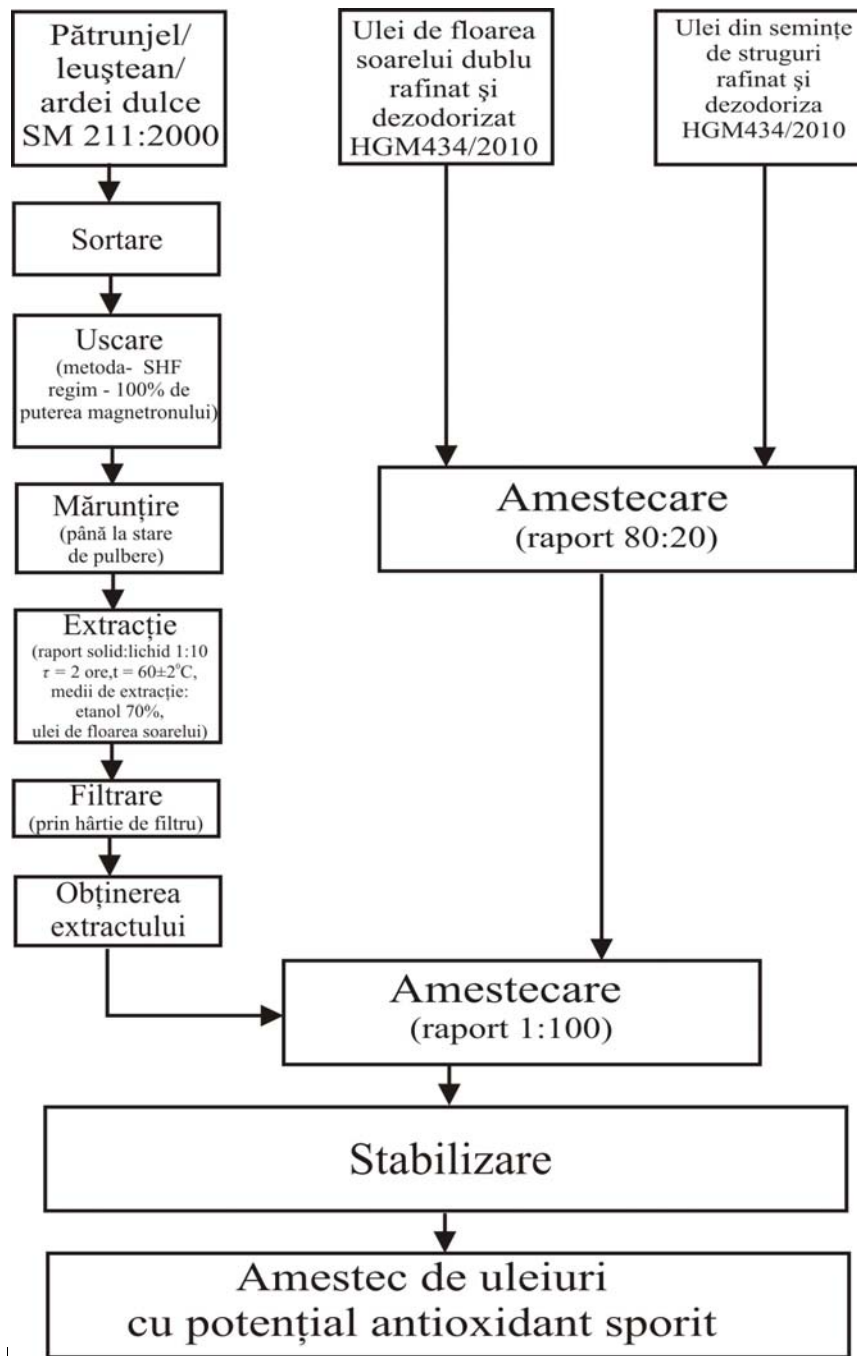 Pătrunjel/
leuştean/
ardei dulce
SM 211:2000
Ulei de floarea
soarelui dublu
rafinat şi
dezodorizat
HGM434/2010
Ulei din semințe
de struguri
rafinat şi
dezodoriza
HGM434/2010
Sortare
Uscare
(metoda- SHF
regim - 100% de
puterea magnetronului)
Mărunțire
(până la stare
de pulbere)
Amestecare
(raport 80:20)
Extracție
(raport solid:lichid 1:10
τ = 2 ore,t = 60±2°C,
medii de extracție:
etanol 70%,
ulei de floarea soarelui)
Filtrare
(prin hârtie de filtru)
Obținerea
extractului
Amestecare
(raport 1:100)
Stabilizare
Amestec de uleiuri
cu potențial antioxidant sporit